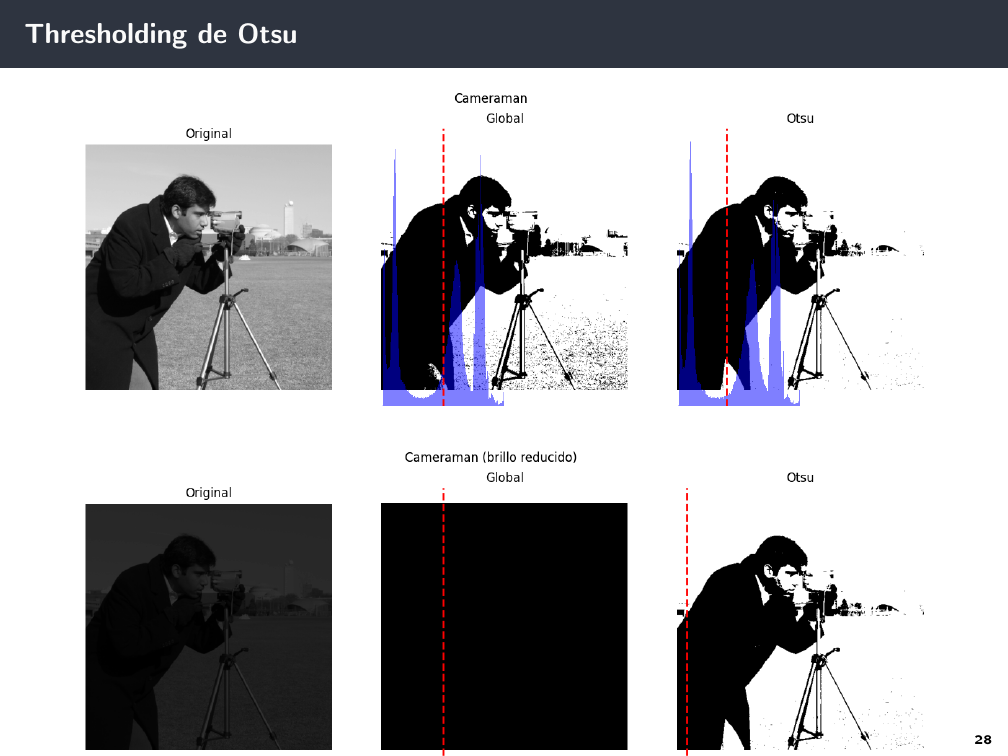 Thresholding de Otsu
Cameraman
Original
Global
Otsu
Cameraman (brillo reducido)
Original
Global
Otsu
28